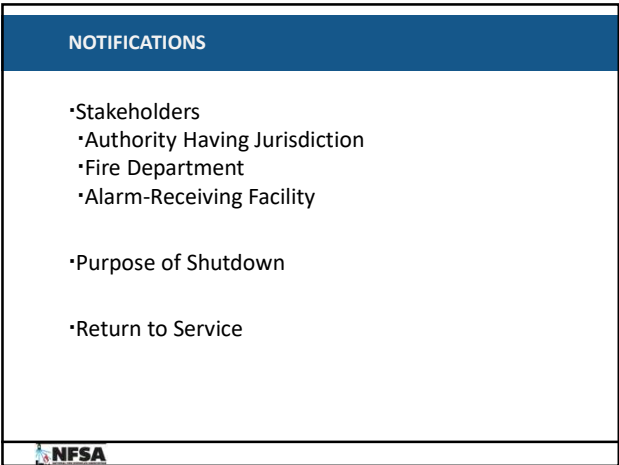 NOTIFICATIONS
·Stakeholders
·Authority Having Jurisdiction
·Fire Department
·Alarm-Receiving Facility
·Purpose of Shutdown
·Return to Service
NFSA